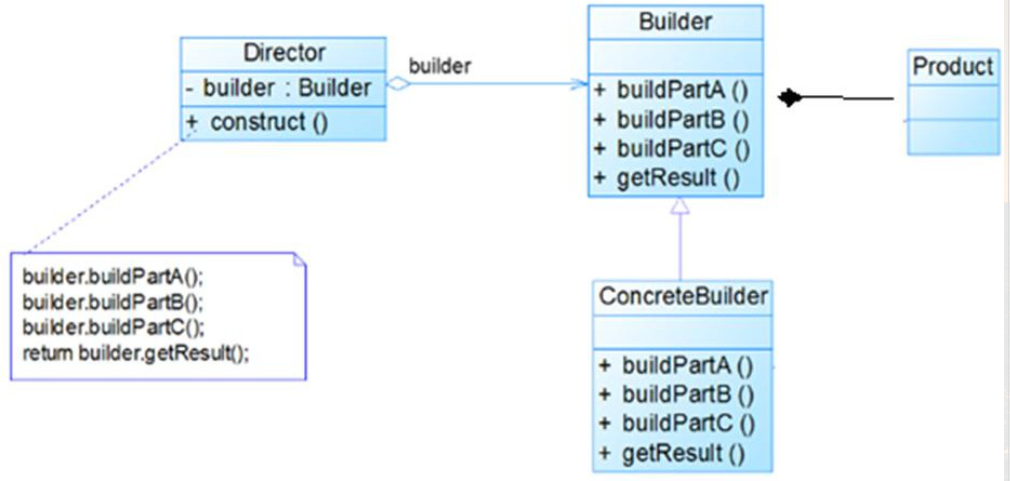 Director
- builder : Builder
+ construct ()
builder
Builder
+ buildPartA ()
+ buildPartB ()
+ buildPartC ()
+ getResult ()
Product
builder.buildPartA();
builder.buildPartB();
builder.buildPartC();
return builder.getResult();
ConcreteBuilder
+ buildPartA ()
+ buildPartB ()
+ buildPartC ()
+ getResult ()